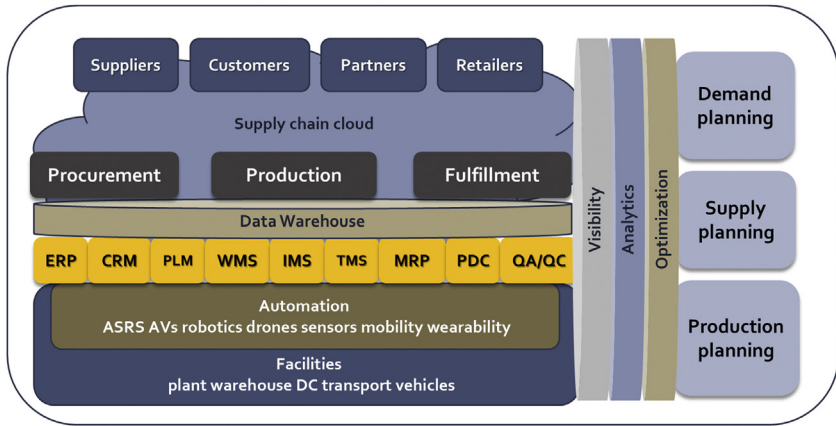 Suppliers
Customers
Partners
Retailers
Supply chain cloud
Procurement
Production
Fulfillment
Data Warehouse
ERP
CRM
PLM
WMS
IMS
TMS
MRP
PDC
QA/QC
Automation
ASRS AVs robotics drones sensors mobility wearability
Facilities
plant warehouse DC transport vehicles
Visibility
Analytics
Optimization
Demand
planning
Supply
planning
Production
planning